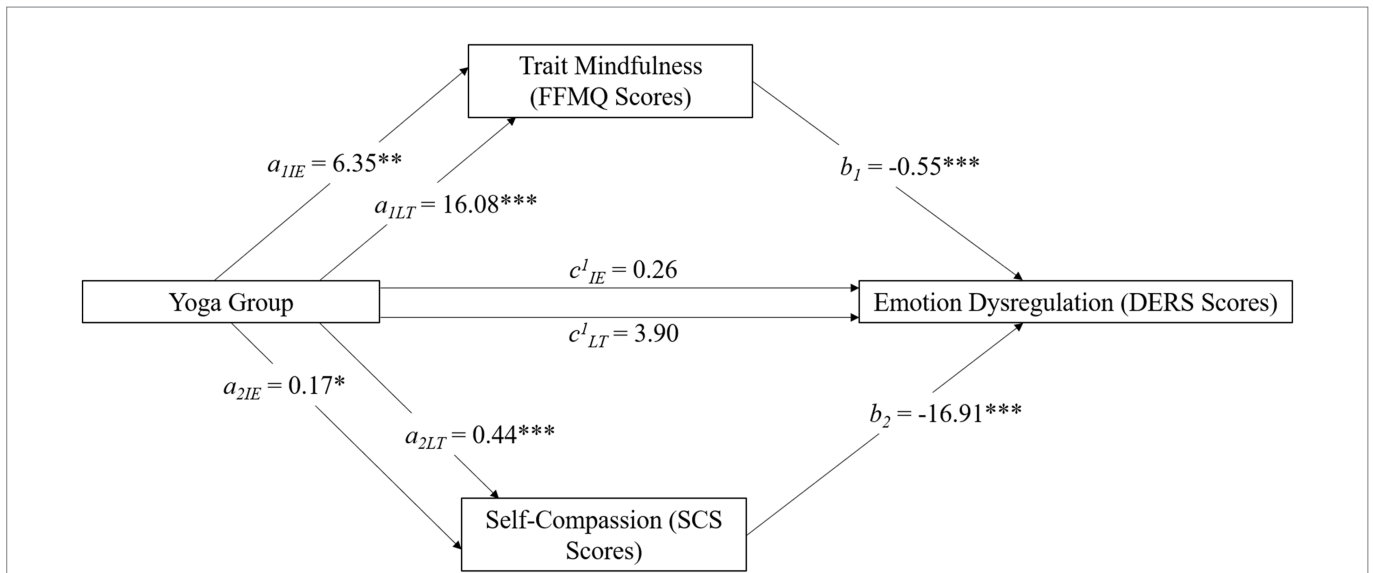 Trait Mindfulness
(FFMQ Scores)
a1IE = 6.35**
b1 = -0.55***
a1LT = 16.08***
c1IE = 0.26
Yoga Group
Emotion Dysregulation (DERS Scores)
c1LT = 3.90
a2IE = 0.17*
b2 = -16.91***
a2LT = 0.44***
Self-Compassion (SCS
Scores)